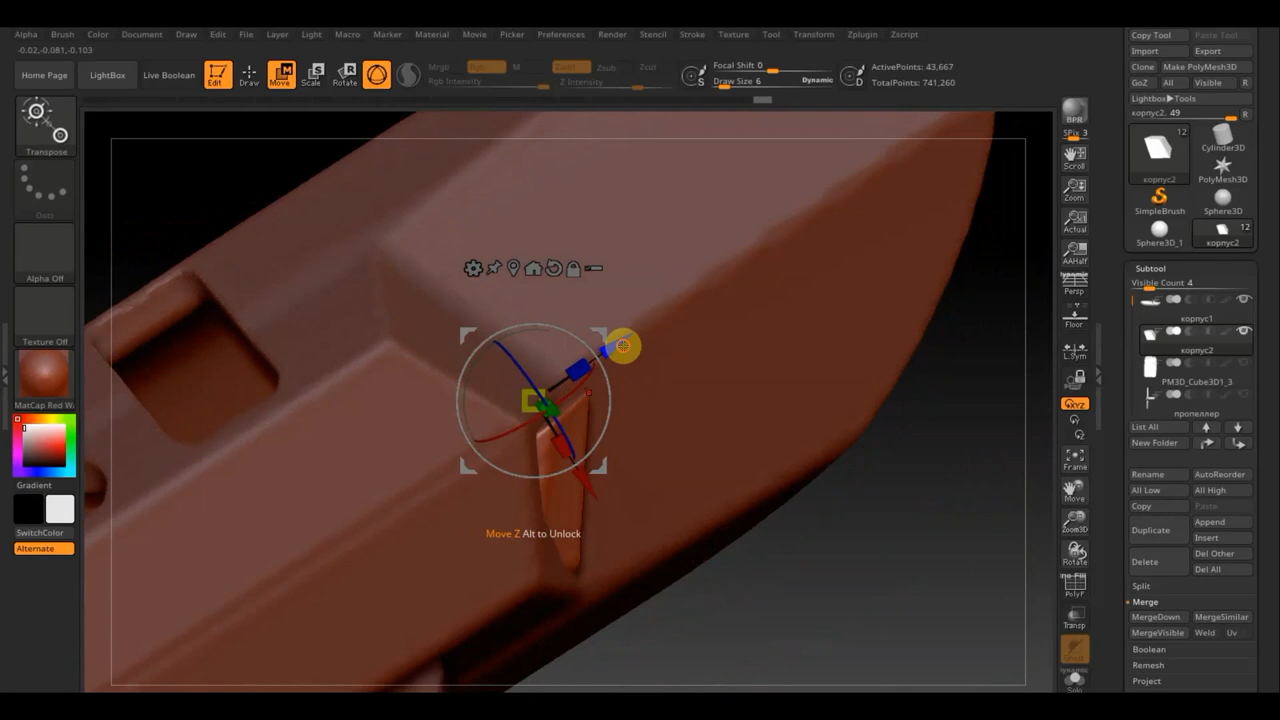 Alpha Brush Color Document Draw Edit File Layer Light Macro Marker Material Movie Picker Preferences Render Stencil Stroke Texture Tool Transform Zplugin Zscript
-0.02,-0.081,-0.103
Home Page LightBox Live Boolean Edit Draw Move Scale Rotate
Mrgb Rgb M Zadd Zsub Zcut
Rgb Intensity Z Intensity
S Focal Shift 0
Draw Size 6 Dynamic
D ActivePoints: 43,667
TotalPoints: 741,260
Transpose
Dots
Alpha Off
Texture Off
MatCap Red Wa
Gradient
SwitchColor
Alternate
Move Z Alt to Unlock
BPR
SPix 3
Scroll
Zoom
Actual
AAHalf
Dynamic
Persp
Floor
L.Sym
XYZ
Y
Z
Frame
Move
Zoom3D
Rotate
PolyF
Transp
Dynamic
Solo
Copy Tool Paste Tool
Import Export
Clone Make PolyMesh3D
GoZ All Visible R
Lightbox▶Tools
корпус2. 49 R
12
корпус2
Cylinder3D
PolyMesh3D
SimpleBrush Sphere3D
12
Sphere3D_1 корпус2
Subtool
Visible Count 4
корпус1
корпус2
PM3D_Cube3D1_3
пропеллер
List All
New Folder
Rename AutoReorder
All Low All High
Copy Paste
Duplicate Append
Insert
Delete Del Other
Del All
Split
Merge
MergeDown MergeSimilar
MergeVisible Weld Uv
Boolean
Remesh
Project